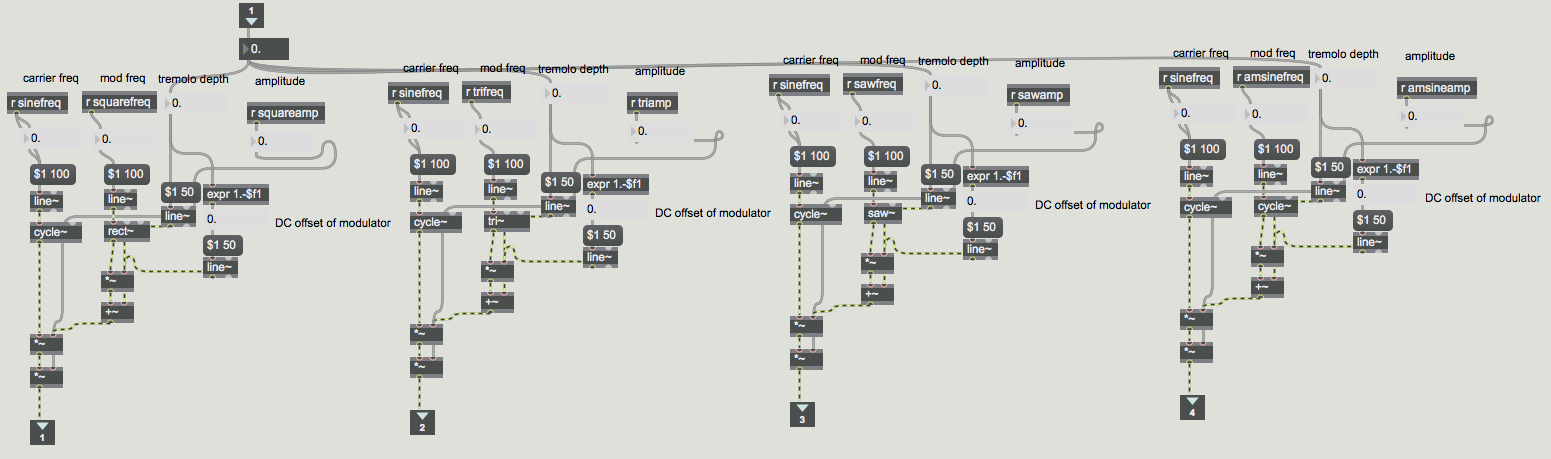 1
0.
carrier freq
mod freq
tremolo depth
amplitude
r sinefreq
r squarefreq
0.
r squareamp
0.
0.
0.
$1 100
$1 100
$1 50
expr 1.-$f1
line~
line~
line~
0.
DC offset of modulator
cycle~
rect~
$1 50
line~
*~
+~
*~
*~
1
carrier freq
mod freq
tremolo depth
amplitude
r sinefreq
r trifreq
0.
r triamp
0.
0.
0.
$1 100
$1 100
$1 50
expr 1.-$f1
line~
line~
line~
0.
DC offset of modulator
cycle~
tri~
$1 50
line~
*~
+~
*~
*~
2
carrier freq
mod freq
tremolo depth
amplitude
r sinefreq
r sawfreq
0.
r sawamp
0.
0.
0.
$1 100
$1 100
$1 50
expr 1.-$f1
line~
line~
line~
0.
DC offset of modulator
cycle~
saw~
$1 50
line~
*~
+~
*~
*~
3
carrier freq
mod freq
tremolo depth
amplitude
r sinefreq
r amsinefreq
0.
r amsineamp
0.
0.
0.
$1 100
$1 100
$1 50
expr 1.-$f1
line~
line~
line~
0.
DC offset of modulator
cycle~
cycle~
$1 50
line~
*~
+~
*~
*~
4